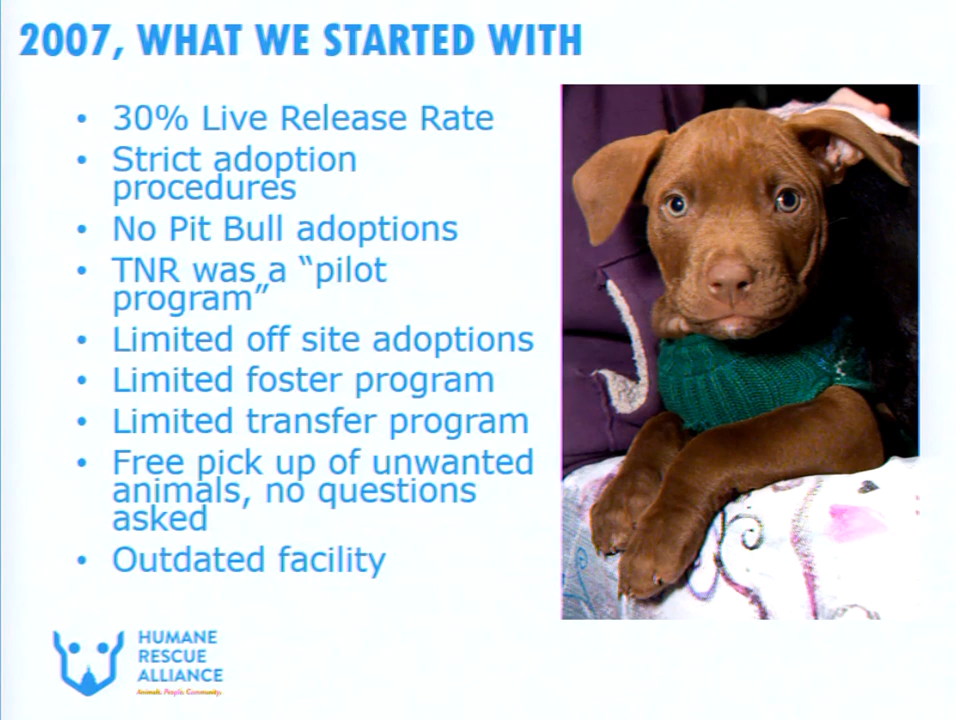 2007, WHAT WE STARTED WITH
• 30% Live Release Rate
• Strict adoption
procedures
• No Pit Bull adoptions
• TNR was a “pilot
program”
• Limited off site adoptions
• Limited foster program
• Limited transfer program
• Free pick up of unwanted
animals, no questions
asked
• Outdated facility
HUMANE
RESCUE
ALLIANCE
Animals. People. Community.